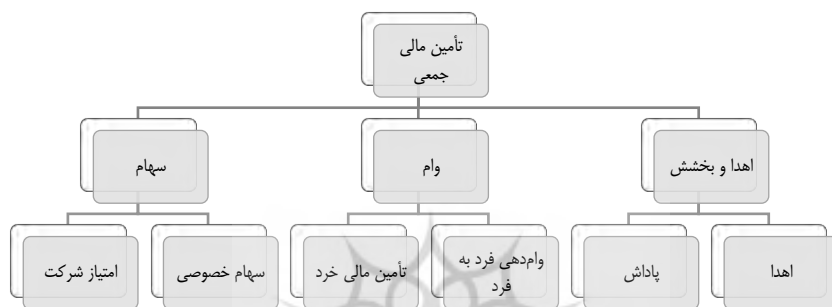 تأمین مالی
جمعی
اهدا و بخشش
وام
سهام
اهدا
پاداش
وام‌دهی فرد به
فرد
تأمین مالی خرد
سهام خصوصی
امتیاز شرکت